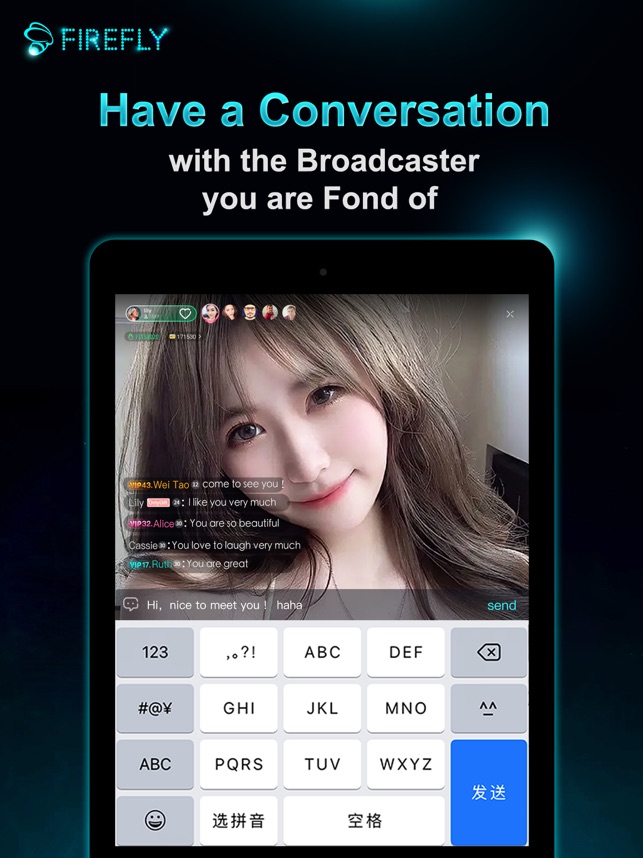 FIREFLY
Have a Conversation
with the Broadcaster
you are Fond of
lily
171530 >
VIP43.Wei Tao 32 come to see you !
Lily 24 : I like you very much
VIP32.Alice 30 : You are so beautiful
Cassie 30 : You love to laugh very much
VIP17.Ruth 30 : You are great
Hi, nice to meet you ! haha send
123 ,。?! ABC DEF
#@¥ GHI JKL MNO ^^
ABC PQRS TUV WXYZ
发送
选拼音 空格